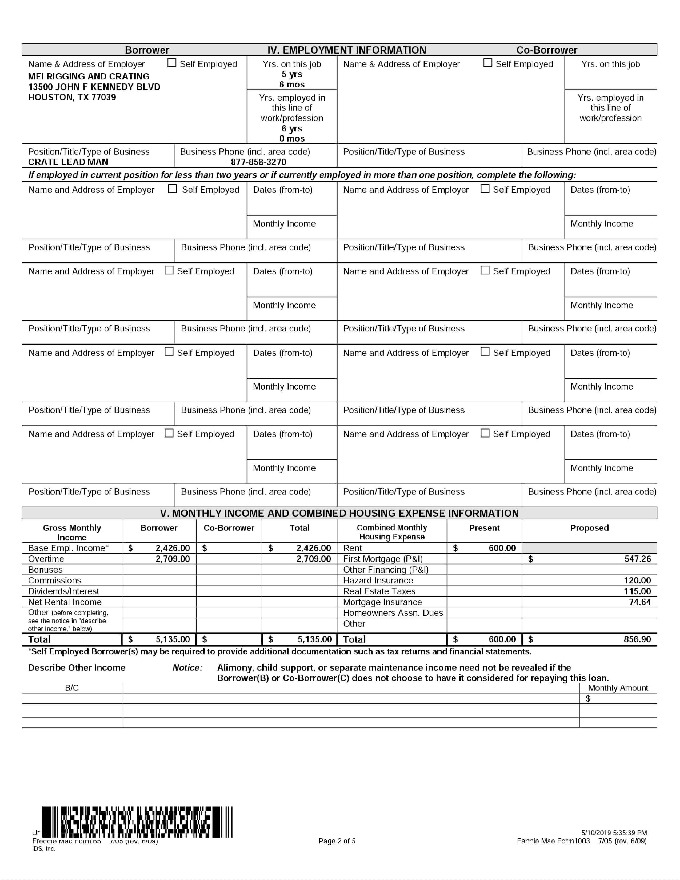 Borrower IV. EMPLOYMENT INFORMATION Co-Borrower
Name & Address of Employer ☐ Self Employed Yrs. on this job Name & Address of Employer ☐ Self Employed Yrs. on this job
MEI RIGGING AND CRATING 5 yrs
13500 JOHN F KENNEDY BLVD 6 mos
HOUSTON, TX 77039 Yrs. employed in this line of work/profession Yrs. employed in this line of work/profession
6 yrs
0 mos
Position/Title/Type of Business Business Phone (incl. area code) Position/Title/Type of Business Business Phone (incl. area code)
CRATE LEAD MAN 877-858-3270
If employed in current position for less than two years or if currently employed in more than one position, complete the following:
Name and Address of Employer ☐ Self Employed Dates (from-to) Name and Address of Employer ☐ Self Employed Dates (from-to)
Monthly Income Monthly Income
Position/Title/Type of Business Business Phone (incl. area code) Position/Title/Type of Business Business Phone (incl. area code)
Name and Address of Employer ☐ Self Employed Dates (from-to) Name and Address of Employer ☐ Self Employed Dates (from-to)
Monthly Income Monthly Income
Position/Title/Type of Business Business Phone (incl. area code) Position/Title/Type of Business Business Phone (incl. area code)
Name and Address of Employer ☐ Self Employed Dates (from-to) Name and Address of Employer ☐ Self Employed Dates (from-to)
Monthly Income Monthly Income
Position/Title/Type of Business Business Phone (incl. area code) Position/Title/Type of Business Business Phone (incl. area code)
Name and Address of Employer ☐ Self Employed Dates (from-to) Name and Address of Employer ☐ Self Employed Dates (from-to)
Monthly Income Monthly Income
Position/Title/Type of Business Business Phone (incl. area code) Position/Title/Type of Business Business Phone (incl. area code)
V. MONTHLY INCOME AND COMBINED HOUSING EXPENSE INFORMATION
Gross Monthly Income Borrower Co-Borrower Total Combined Monthly Housing Expense Present Proposed
Base Empl. Income* $ 2,426.00 $ $ 2,426.00 Rent $ 600.00
Overtime 2,709.00 2,709.00 First Mortgage (P&I) $ 547.26
Bonuses Other Financing (P&I)
Commissions Hazard Insurance 120.00
Dividends/Interest Real Estate Taxes 115.00
Net Rental Income Mortgage Insurance 74.64
Other (before completing, see the notice in "describe other income," below) Homeowners Assn. Dues
Other
Total $ 5,135.00 $ $ 5,135.00 Total $ 600.00 $ 856.90
*Self Employed Borrower(s) may be required to provide additional documentation such as tax returns and financial statements.
Describe Other Income Notice: Alimony, child support, or separate maintenance income need not be revealed if the
Borrower(B) or Co-Borrower(C) does not choose to have it considered for repaying this loan.
B/C Monthly Amount
$
5/10/2019 5:35:39 PM
Freddie Mac Form 65 7/05 (rev. 6/09) Page 2 of 5 Fannie Mae Form 1003 7/05 (rev. 6/09)
IDS, Inc.